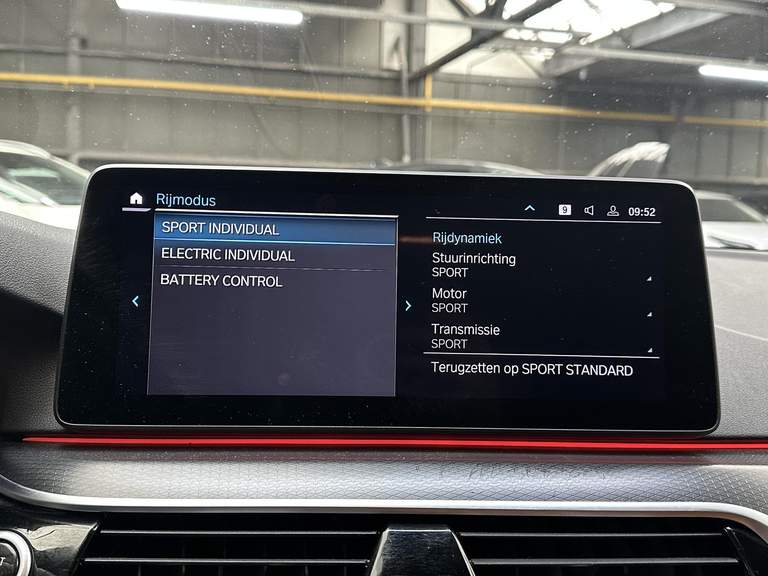 Rijmodus
9
09:52
SPORT INDIVIDUAL
ELECTRIC INDIVIDUAL
BATTERY CONTROL
Rijdynamiek
Stuurinrichting
SPORT
Motor
SPORT
Transmissie
SPORT
Terugzetten op SPORT STANDARD